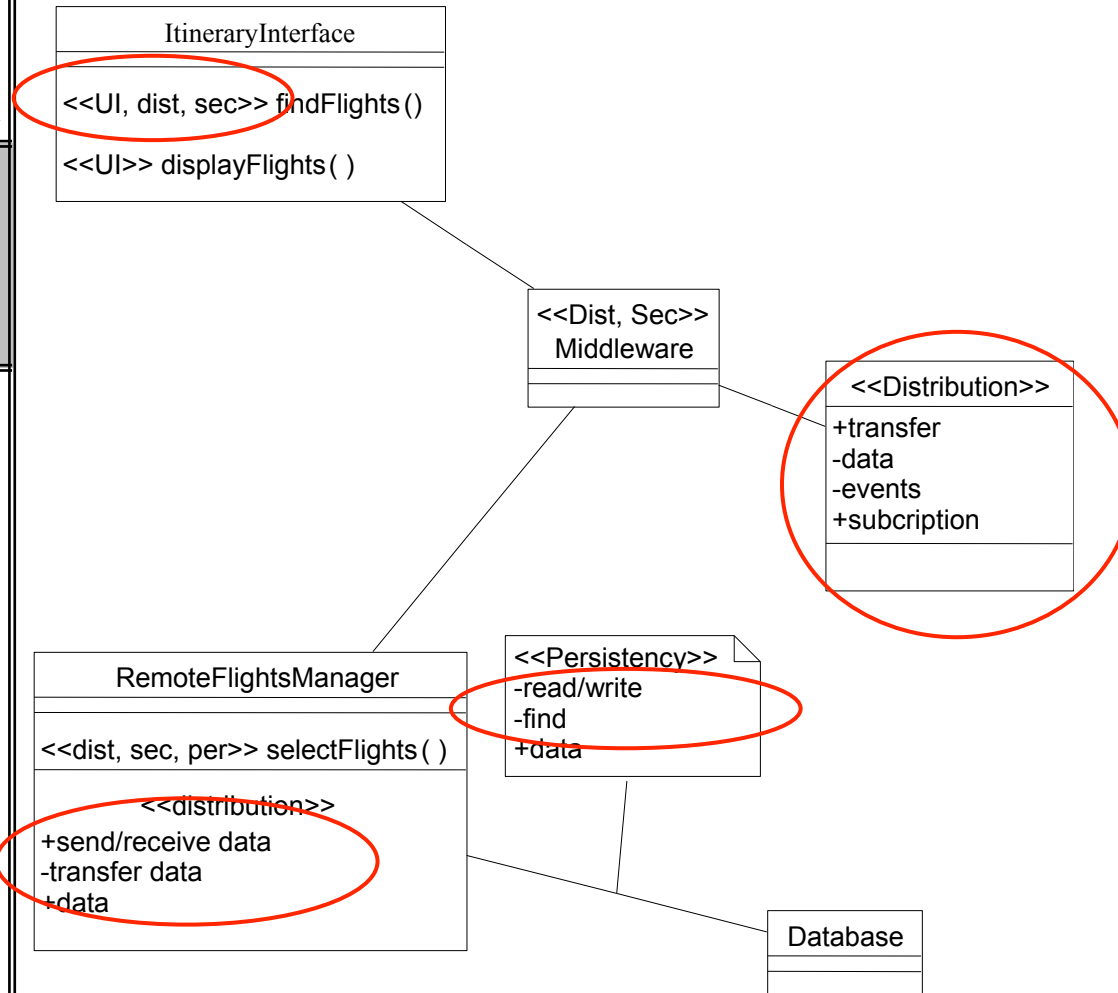 ItineraryInterface
<<UI, dist, sec>> findFlights()
<<UI>> displayFlights( )
<<Dist, Sec>>
Middleware
<<Distribution>>
+transfer
-data
-events
+subcription
<<Persistency>>
-read/write
-find
+data
RemoteFlightsManager
<<dist, sec, per>> selectFlights( )
<<distribution>>
+send/receive data
-transfer data
+data
Database